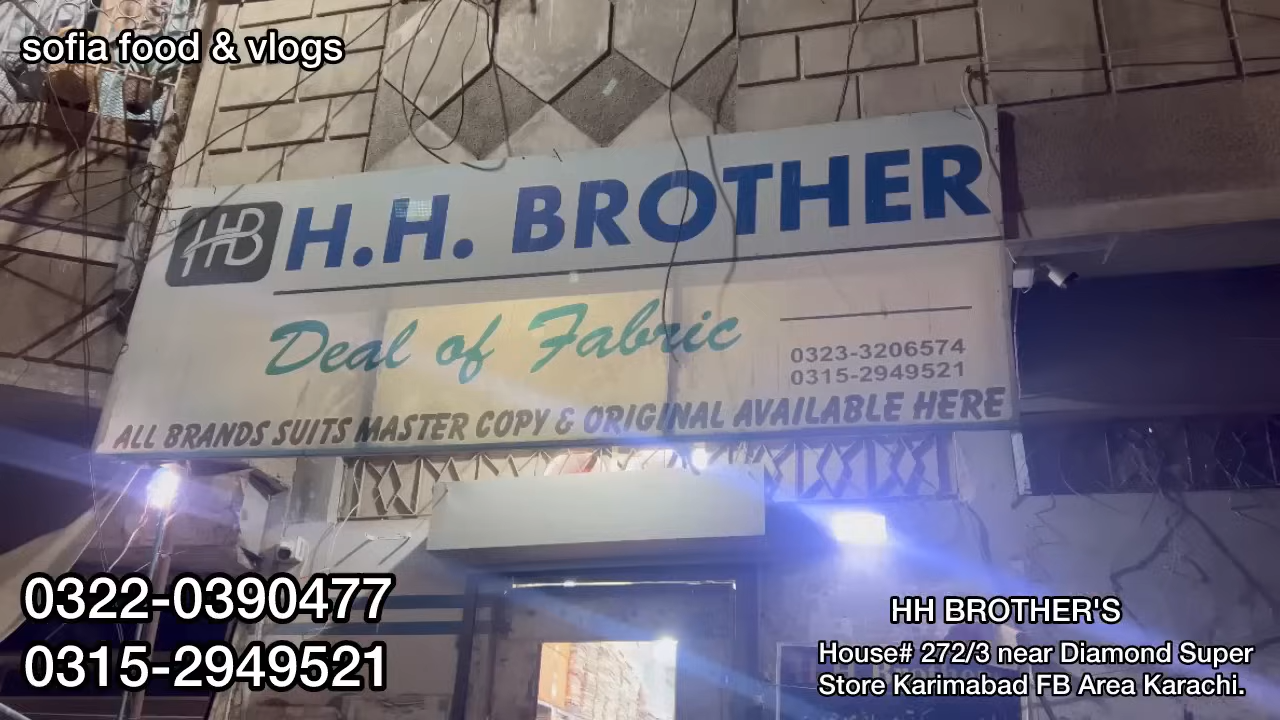 sofia food & vlogs
HB H.H. BROTHER
Deal of Fabric
0323-3206574
0315-2949521
ALL BRANDS SUITS MASTER COPY & ORIGINAL AVAILABLE HERE
0322-0390477
0315-2949521
HH BROTHER'S
House# 272/3 near Diamond Super
Store Karimabad FB Area Karachi.